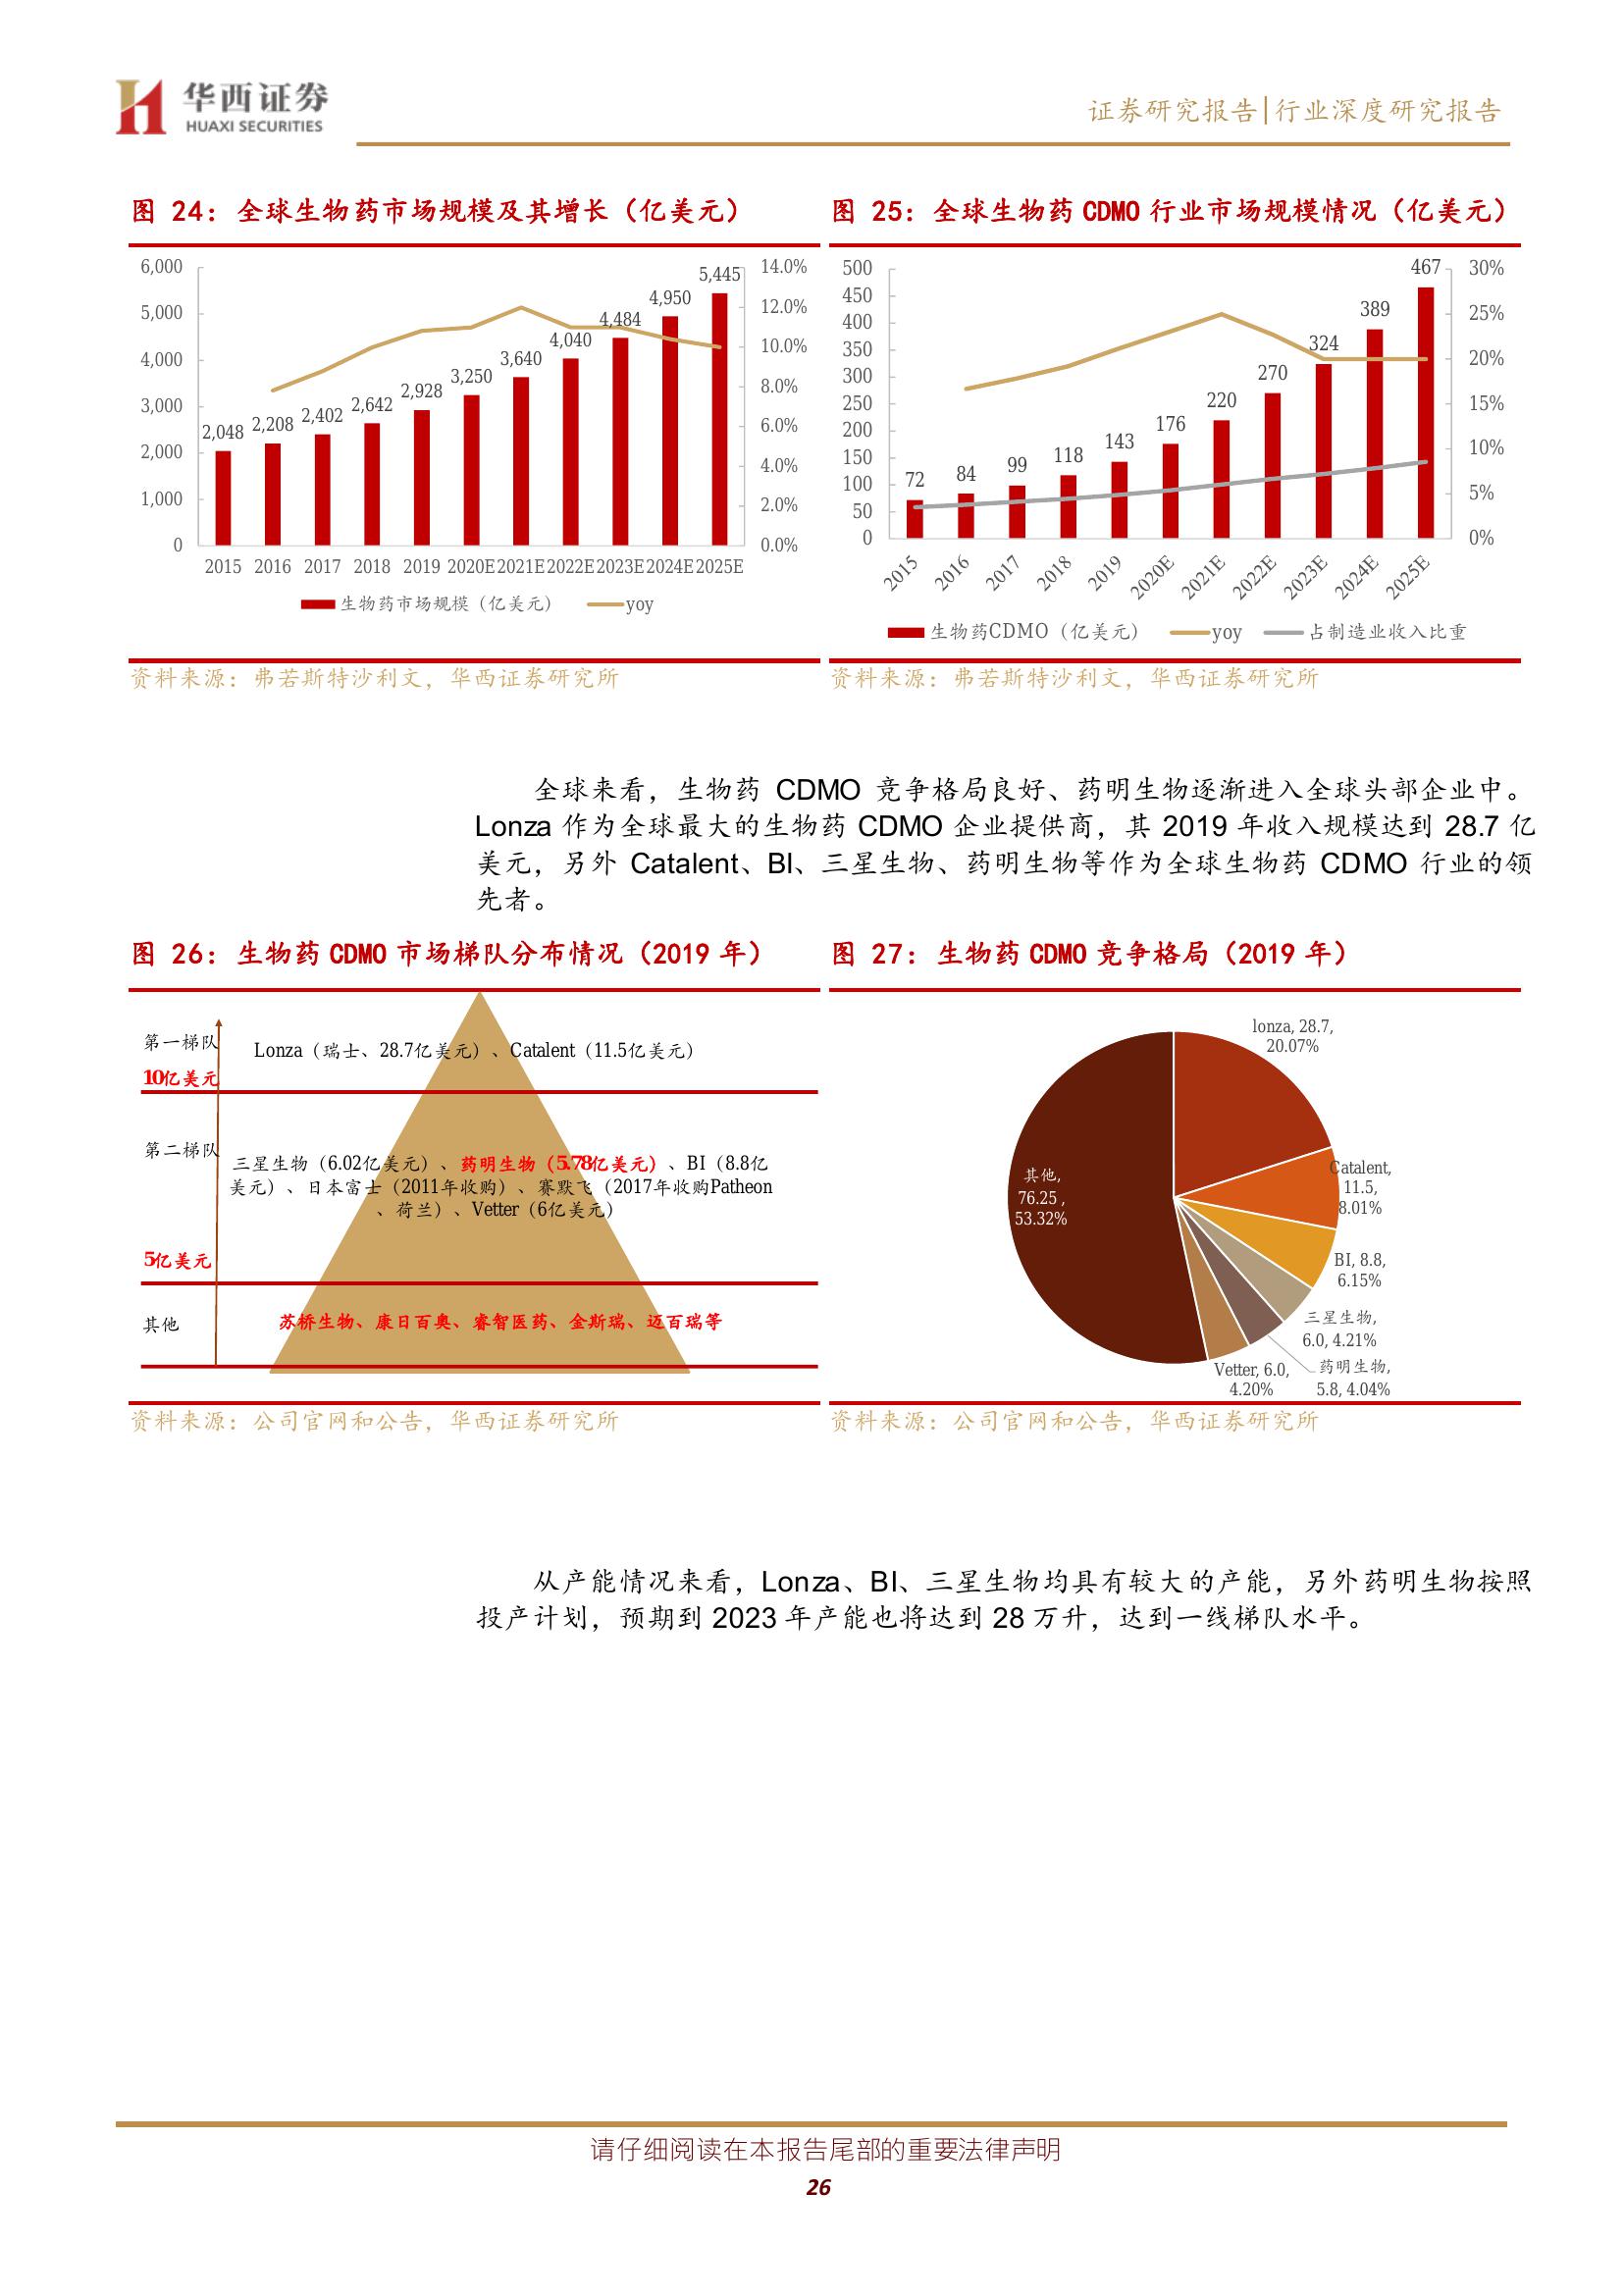 华西证券
HUAXI SECURITIES
证券研究报告|行业深度研究报告
图 24：全球生物药市场规模及其增长（亿美元）
6,000
5,000
4,000
3,000
2,000
1,000
0
2,048
2,208
2,402
2,642
2,928
3,250
3,640
4,040
4,484
4,950
5,445
14.0%
12.0%
10.0%
8.0%
6.0%
4.0%
2.0%
0.0%
2015 2016 2017 2018 2019 2020E 2021E 2022E 2023E 2024E 2025E
生物药市场规模（亿美元） yoy
资料来源：弗若斯特沙利文，华西证券研究所
图 25：全球生物药 CDMO 行业市场规模情况（亿美元）
500
450
400
350
300
250
200
150
100
50
0
72
84
99
118
143
176
220
270
324
389
467
30%
25%
20%
15%
10%
5%
0%
2015 2016 2017 2018 2019 2020E 2021E 2022E 2023E 2024E 2025E
生物药CDMO（亿美元） yoy 占制造业收入比重
资料来源：弗若斯特沙利文，华西证券研究所
全球来看，生物药 CDMO 竞争格局良好、药明生物逐渐进入全球头部企业中。
Lonza 作为全球最大的生物药 CDMO 企业提供商，其 2019 年收入规模达到 28.7 亿
美元，另外 Catalent、BI、三星生物、药明生物等作为全球生物药 CDMO 行业的领
先者。
图 26：生物药 CDMO 市场梯队分布情况（2019 年）
第一梯队
Lonza（瑞士、28.7亿美元）、Catalent（11.5亿美元）
10亿美元
第二梯队
三星生物（6.02亿美元）、药明生物（5.78亿美元）、BI（8.8亿
美元）、日本富士（2011年收购）、赛默飞（2017年收购Patheon
、荷兰）、Vetter（6亿美元）
5亿美元
其他
苏桥生物、康日百奥、睿智医药、金斯瑞、迈百瑞等
资料来源：公司官网和公告，华西证券研究所
图 27：生物药 CDMO 竞争格局（2019 年）
lonza, 28.7,
20.07%
Catalent,
11.5,
8.01%
BI, 8.8,
6.15%
三星生物,
6.0, 4.21%
药明生物,
5.8, 4.04%
Vetter, 6.0,
4.20%
其他,
76.25 ,
53.32%
资料来源：公司官网和公告，华西证券研究所
从产能情况来看，Lonza、BI、三星生物均具有较大的产能，另外药明生物按照
投产计划，预期到 2023 年产能也将达到 28 万升，达到一线梯队水平。
请仔细阅读在本报告尾部的重要法律声明
26